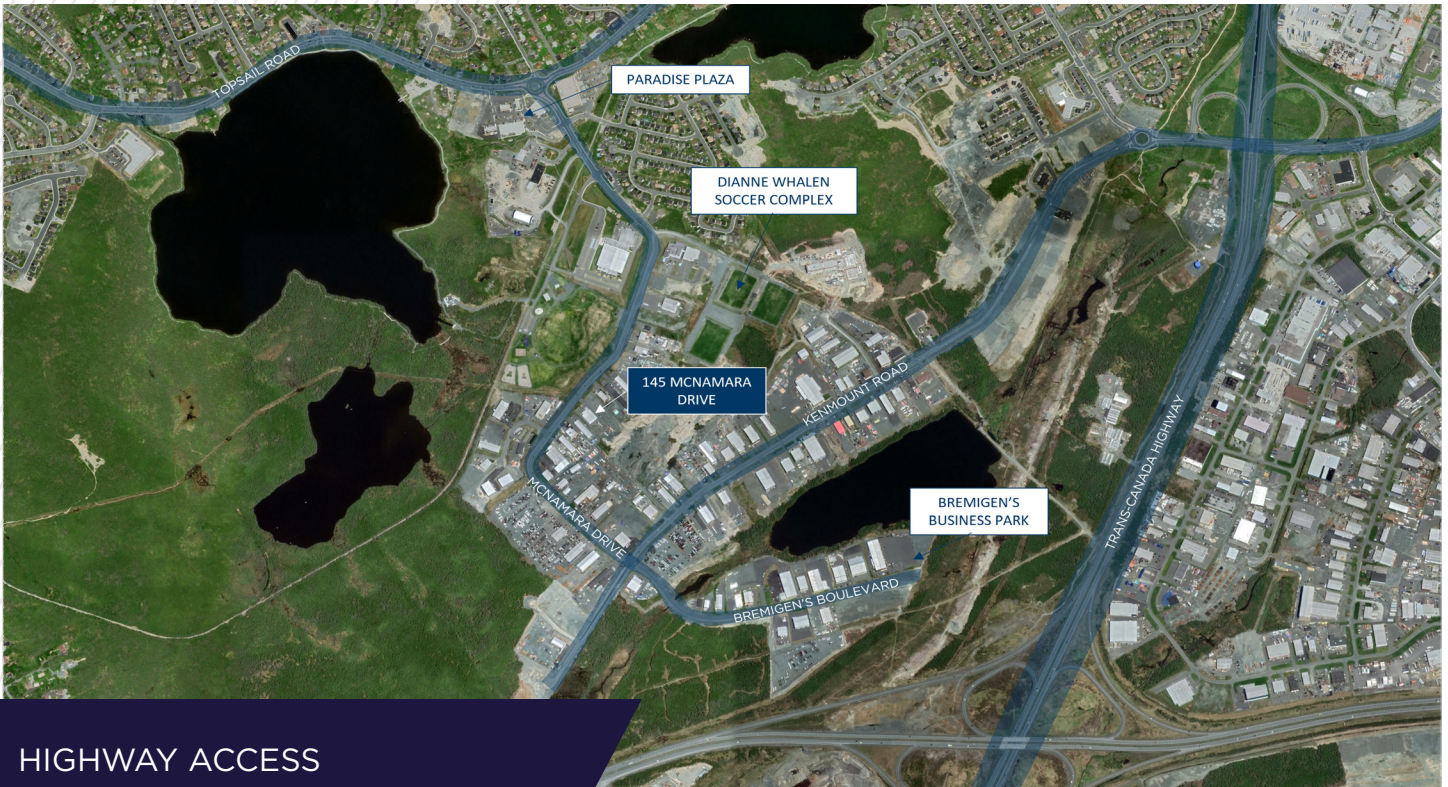 TOPSAIL ROAD
PARADISE PLAZA
DIANNE WHALEN
SOCCER COMPLEX
145 MCNAMARA
DRIVE
KENMOUNT ROAD
MCNAMARA DRIVE
BREMIGEN'S
BUSINESS PARK
TRANS-CANADA HIGHWAY
BREMIGEN'S BOULEVARD
HIGHWAY ACCESS